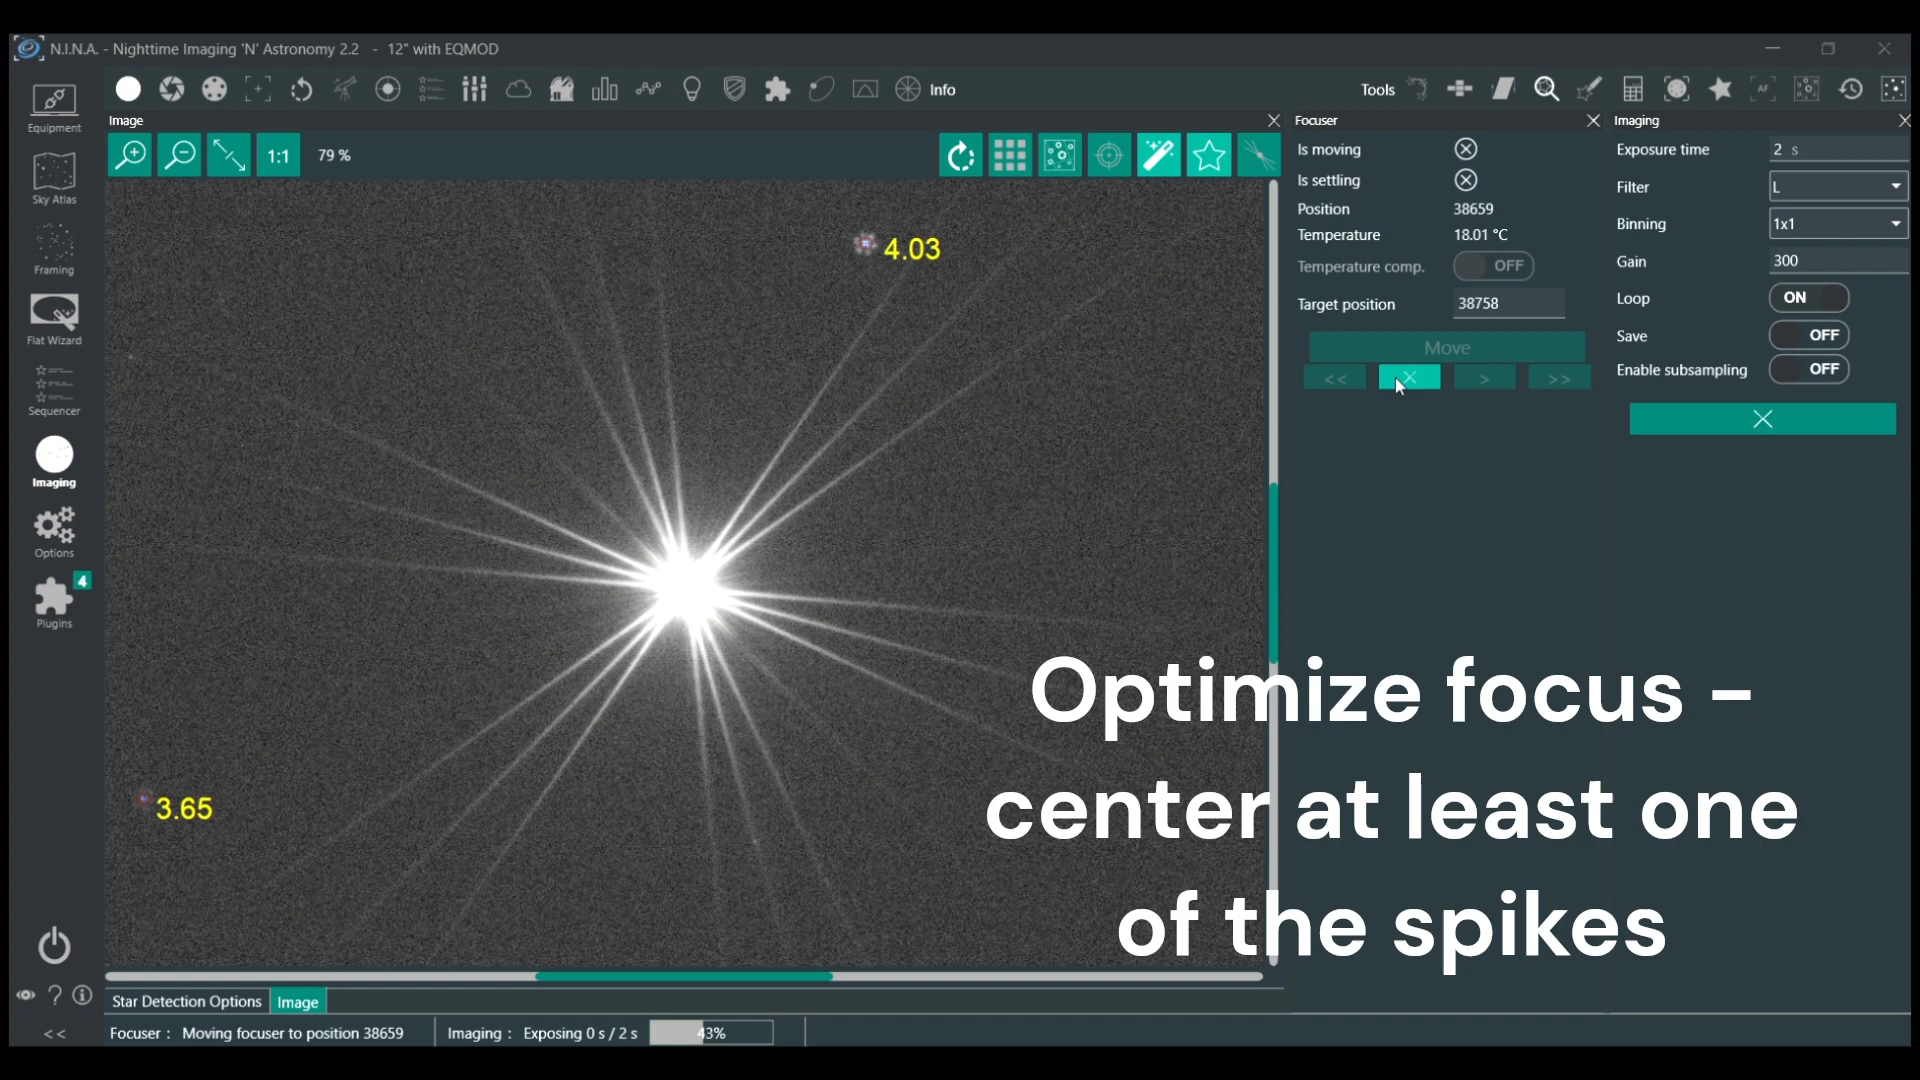 N.I.N.A. - Nighttime Imaging 'N' Astronomy 2.2 - 12" with EQMOD
Equipment
Sky Atlas
Framing
Flat Wizard
Sequencer
Imaging
Options
4
Plugins
<<
Info
Tools
AF
Image
1:1
79 %
4.03
3.65
Focuser
Is moving
Is settling
Position 38659
Temperature 18.01 °C
Temperature comp. OFF
Target position 38758
Move
<< > >>
Imaging
Exposure time 2 s
Filter L
Binning 1x1
Gain 300
Loop ON
Save OFF
Enable subsampling OFF
Optimize focus -
center at least one
of the spikes
Star Detection Options Image
Focuser : Moving focuser to position 38659 Imaging : Exposing 0 s / 2 s 43%